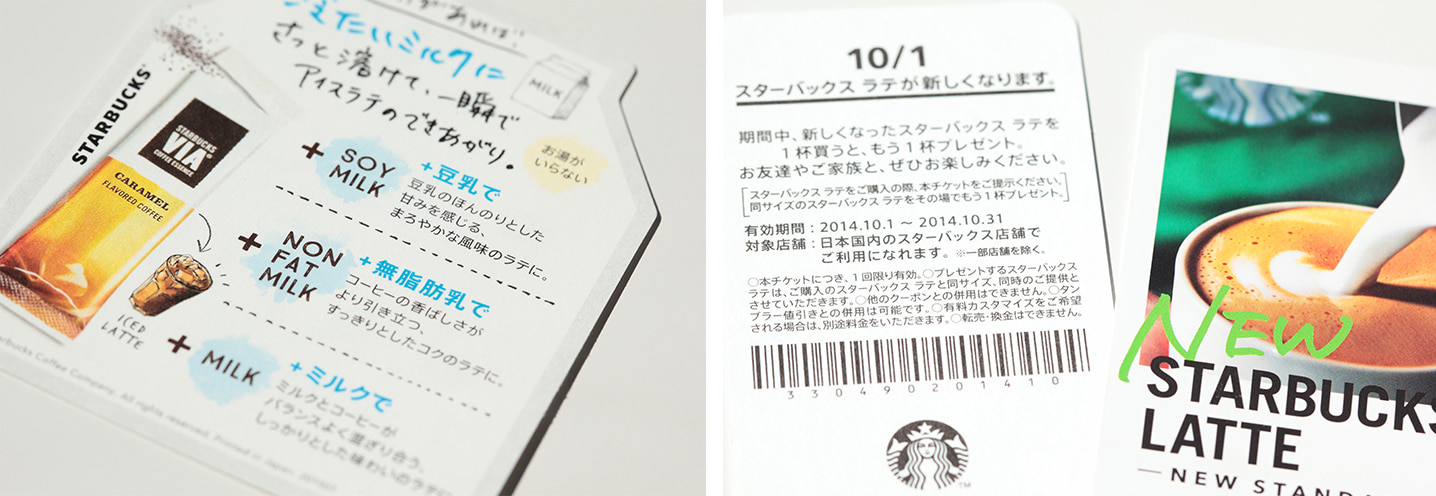 があれば!
冷たいミルクに
さっと溶けて、一瞬で
アイスラテのできあがり。
MILK
お湯が
いらない
STARBUCKS
STARBUCKS
VIA
COFFEE ESSENCE
CARAMEL
FLAVORED COFFEE
ICED
LATTE
+ SOY
MILK
+豆乳で
豆乳のほんのりとした
甘みを感じる、
まろやかな風味のラテに。
+ NON
FAT
MILK
+無脂肪乳で
コーヒーの香ばしさが
より引き立つ、
すっきりとしたコクのラテに。
+ MILK
+ミルクで
ミルクとコーヒーが
バランスよく混ざり合う、
しっかりとした味わいのラテに
Starbucks Coffee Company. All rights reserved. Printed in Japan.
10/1
スターバックス ラテが新しくなります。
期間中、新しくなったスターバックス ラテを
1杯買うと、もう1杯プレゼント。
お友達やご家族と、ぜひお楽しみください。
スターバックス ラテをご購入の際、本チケットをご提示ください。
同サイズのスターバックス ラテをその場でもう1杯プレゼント。
有効期間:2014.10.1 ~ 2014.10.31
対象店舗:日本国内のスターバックス店舗で
ご利用になれます。※一部店舗を除く。
○本チケットにつき、1回限り有効。○プレゼントするスターバックス
ラテは、ご購入のスターバックス ラテと同サイズ、同時のご提供と
させていただきます。○他のクーポンとの併用はできません。○タン
ブラー値引きとの併用は可能です。○有料カスタマイズをご希望
される場合は、別途料金をいただきます。○転売・換金はできません。
3304902014 10
TM
NEW
STARBUCKS
LATTE
—NEW STAND